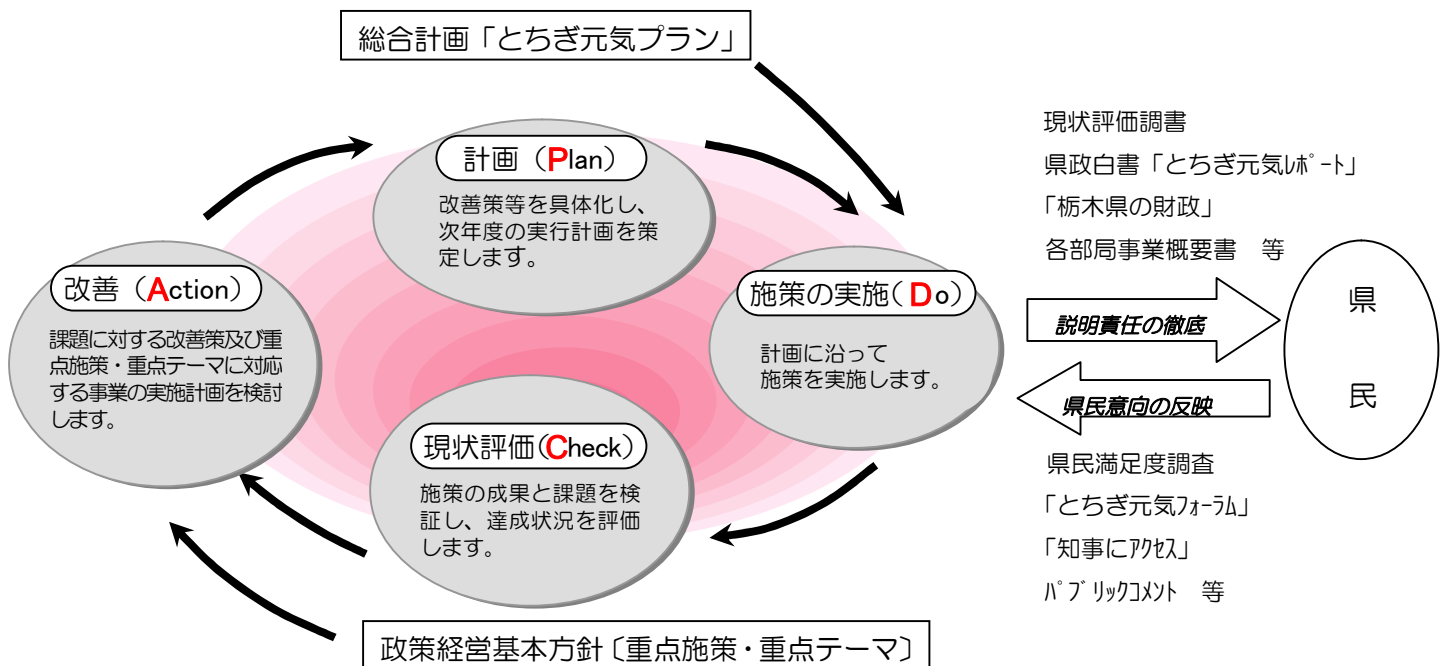 総合計画「とちぎ元気プラン」
計画（Plan）
改善策等を具体化し、
次年度の実行計画を策
定します。
改善（Action）
課題に対する改善策及び重
点施策・重点テーマに対応
する事業の実施計画を検討
します。
施策の実施（Do）
計画に沿って
施策を実施します。
現状評価（Check）
施策の成果と課題を検
証し、達成状況を評価
します。
政策経営基本方針〔重点施策・重点テーマ〕
現状評価調書
県政白書「とちぎ元気ﾚﾎﾟｰﾄ」
「栃木県の財政」
各部局事業概要書　等
説明責任の徹底
県民意向の反映
県民
県民満足度調査
「とちぎ元気ﾌｫｰﾗﾑ」
「知事にｱｸｾｽ」
ﾊﾟﾌﾞﾘｯｸｺﾒﾝﾄ　等